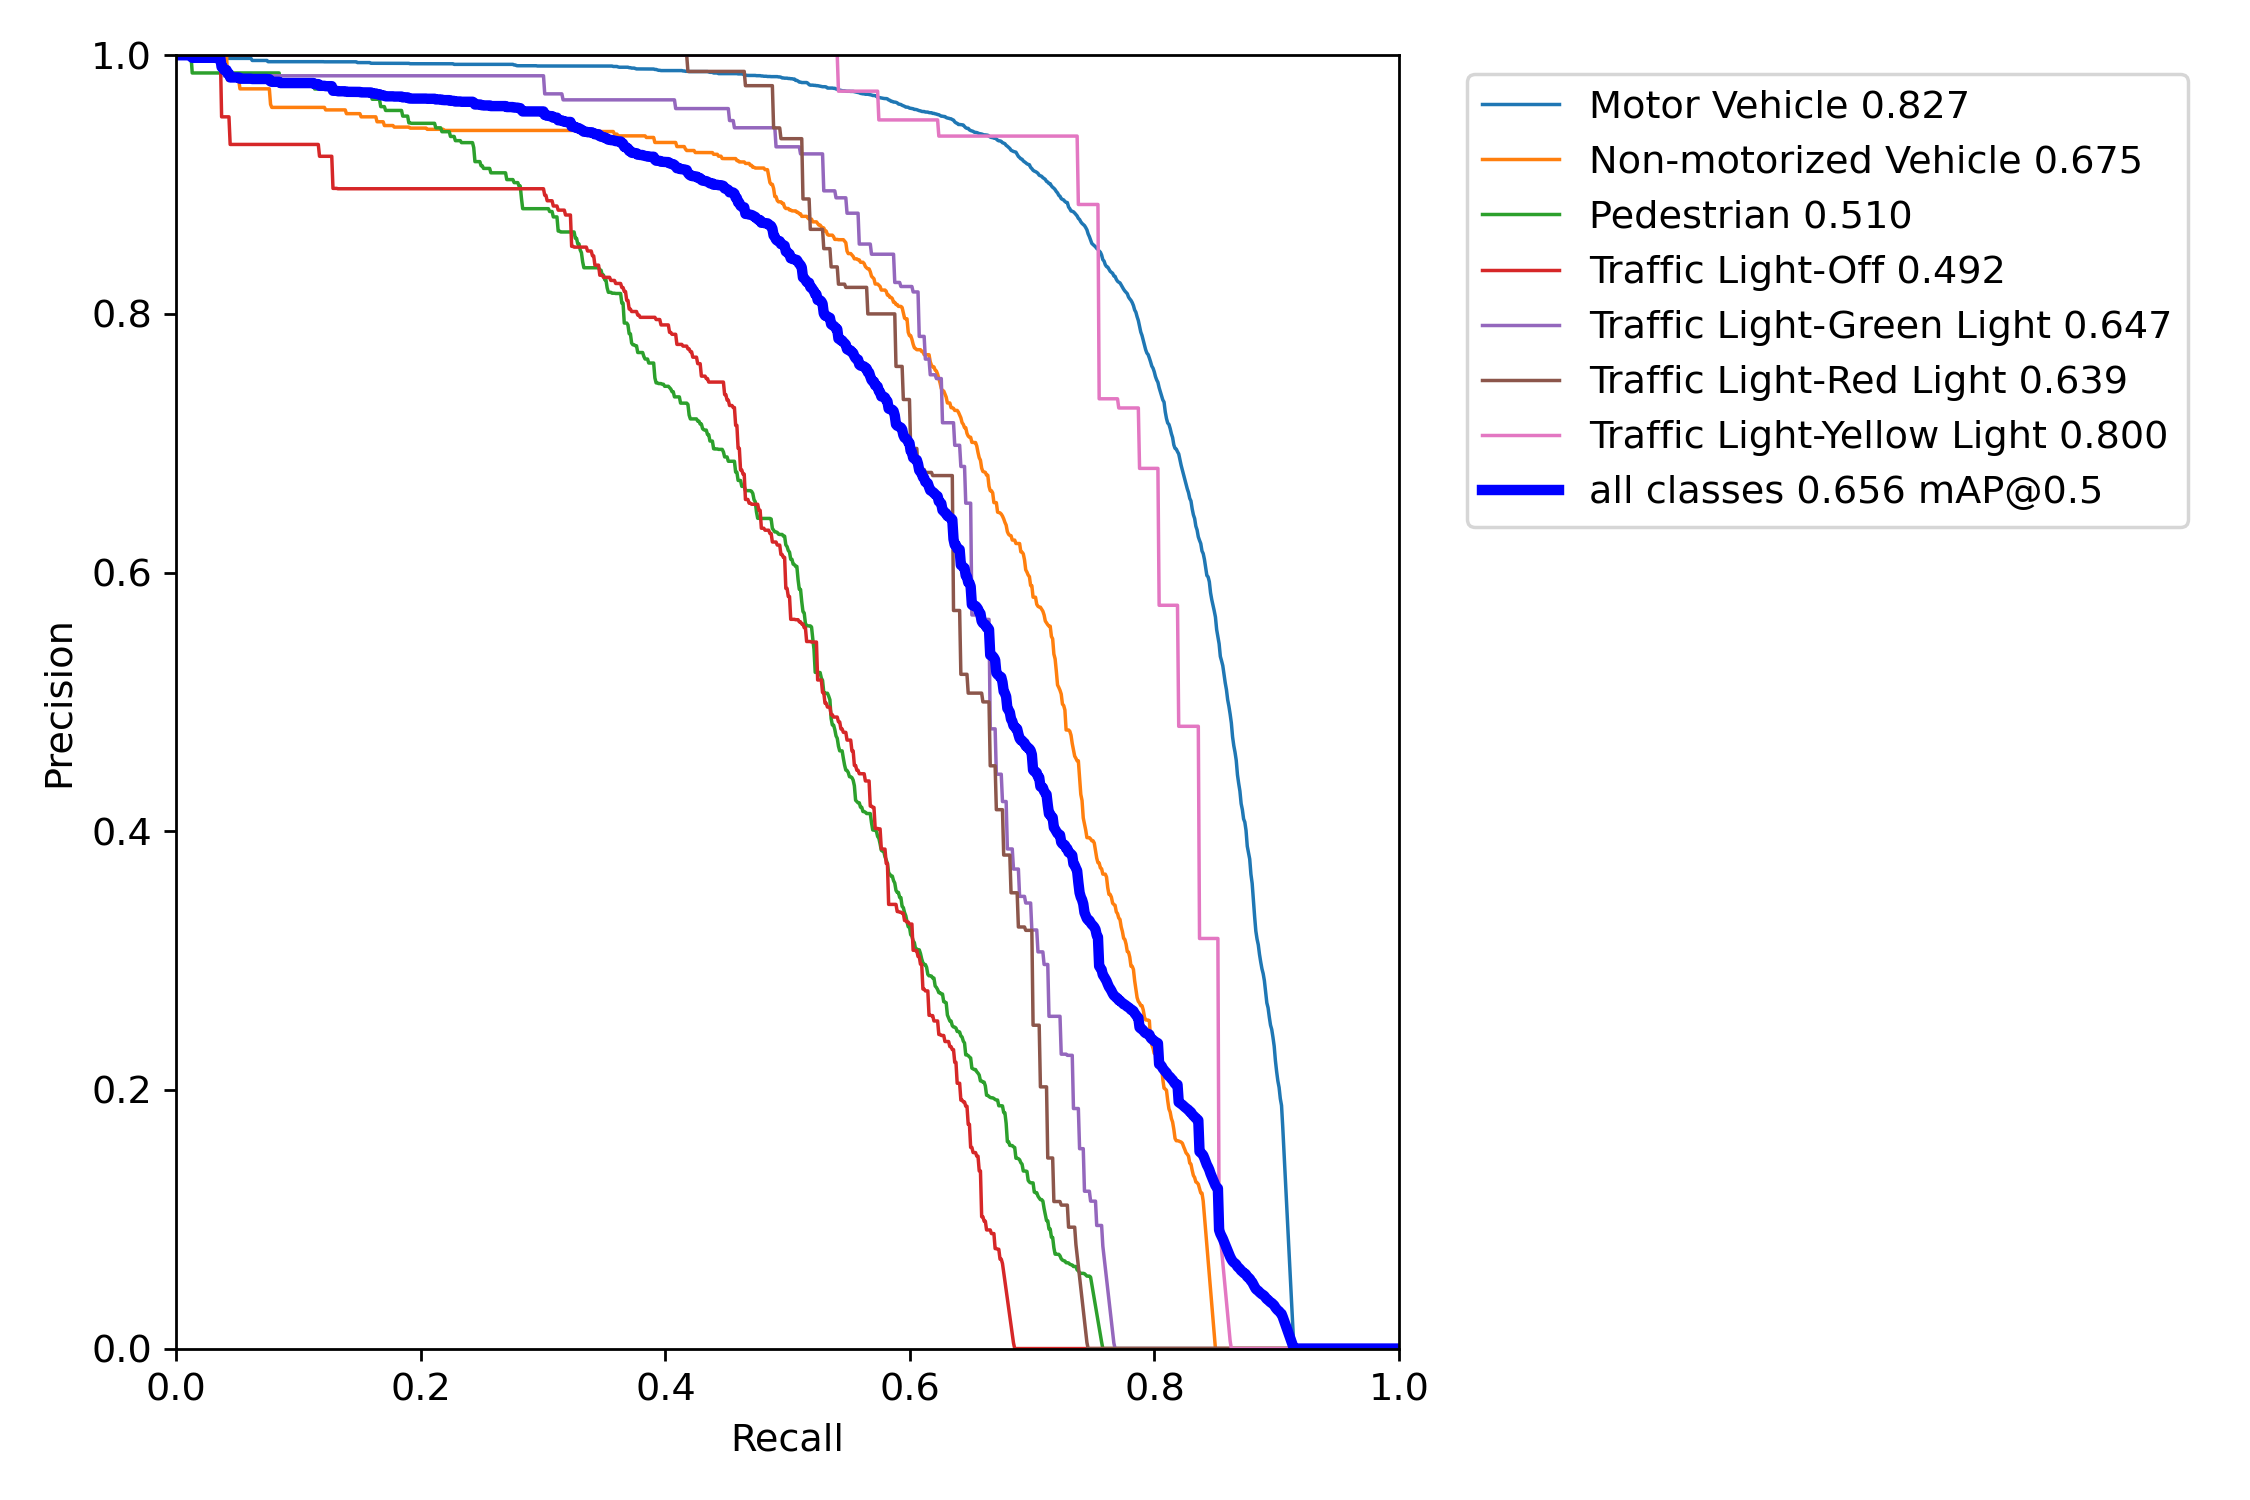 1.0
0.8
0.6
0.4
0.2
0.0
Precision
0.0 0.2 0.4 0.6 0.8 1.0
Recall
Motor Vehicle 0.827
Non-motorized Vehicle 0.675
Pedestrian 0.510
Traffic Light-Off 0.492
Traffic Light-Green Light 0.647
Traffic Light-Red Light 0.639
Traffic Light-Yellow Light 0.800
all classes 0.656 mAP@0.5